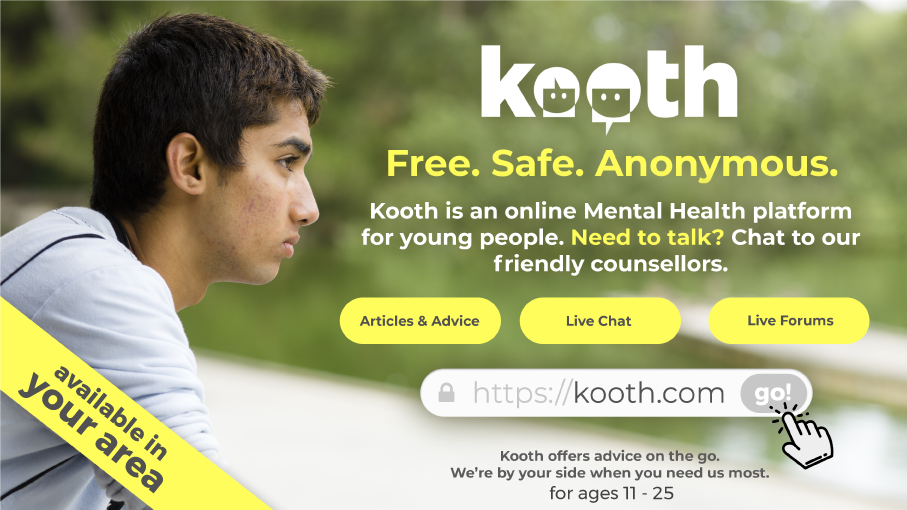 kooth
Free. Safe. Anonymous.
Kooth is an online Mental Health platform
for young people. Need to talk? Chat to our
friendly counsellors.
Articles & Advice
Live Chat
Live Forums
https://kooth.com
go!
Kooth offers advice on the go.
We're by your side when you need us most.
for ages 11 - 25
available in
your area